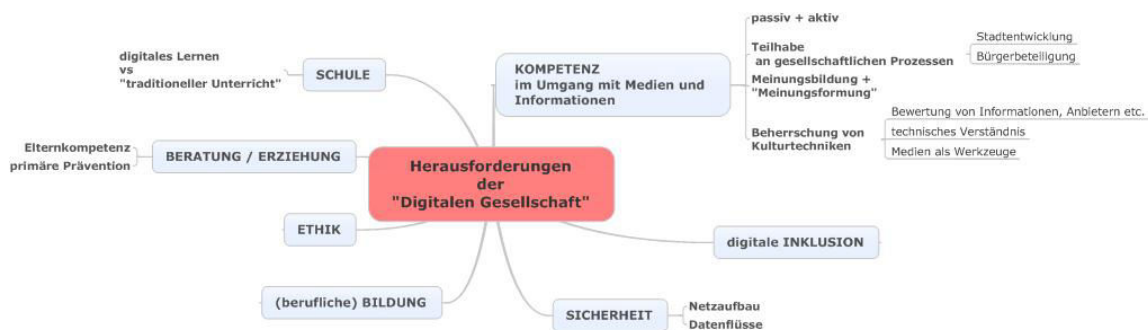 Herausforderungen
der
"Digitalen Gesellschaft"
KOMPETENZ
im Umgang mit Medien und
Informationen
passiv + aktiv
Teilhabe
an gesellschaftlichen Prozessen
Stadtentwicklung
Bürgerbeteiligung
Meinungsbildung +
"Meinungsformung"
Beherrschung von
Kulturtechniken
Bewertung von Informationen, Anbietern etc.
technisches Verständnis
Medien als Werkzeuge
digitale INKLUSION
SICHERHEIT
Netzaufbau
Datenflüsse
(berufliche) BILDUNG
ETHIK
BERATUNG / ERZIEHUNG
Elternkompetenz
primäre Prävention
SCHULE
digitales Lernen
vs
"traditioneller Unterricht"